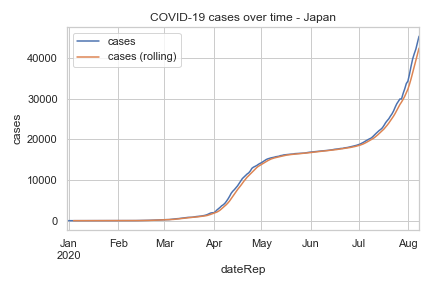 COVID-19 cases over time - Japan
cases
cases (rolling)
cases
40000
30000
20000
10000
0
Jan Feb Mar Apr May Jun Jul Aug
2020
dateRep